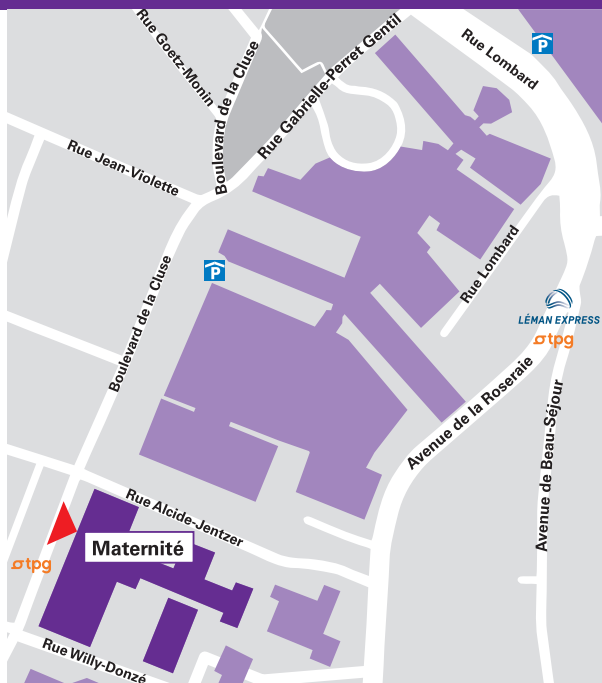 Rue Goetz-Monin
Boulevard de la Cluse
Rue Gabrielle-Perret Gentil
Rue Lombard
P
Rue Jean-Violette
Rue Lombard
P
Boulevard de la Cluse
LÉMAN EXPRESS
tpg
Avenue de la Roseraie
Avenue de Beau-Séjour
Rue Alcide-Jentzer
Maternité
tpg
Rue Willy-Donzé